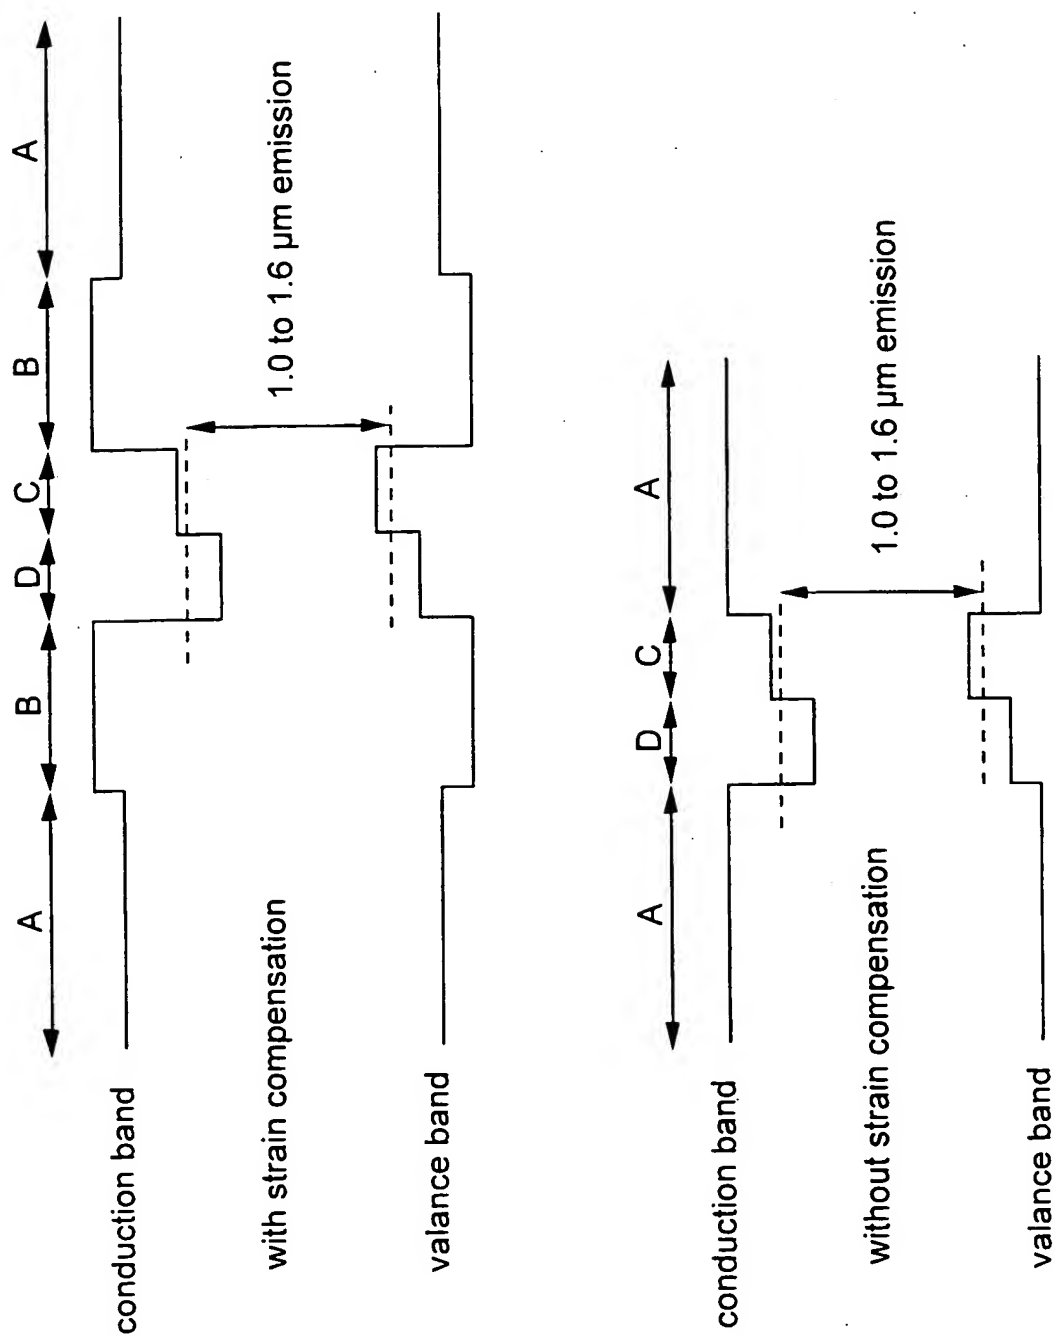 A B D C B A
conduction band
with strain compensation
1.0 to 1.6 µm emission
valance band
A D C A
conduction band
without strain compensation
1.0 to 1.6 µm emission
valance band